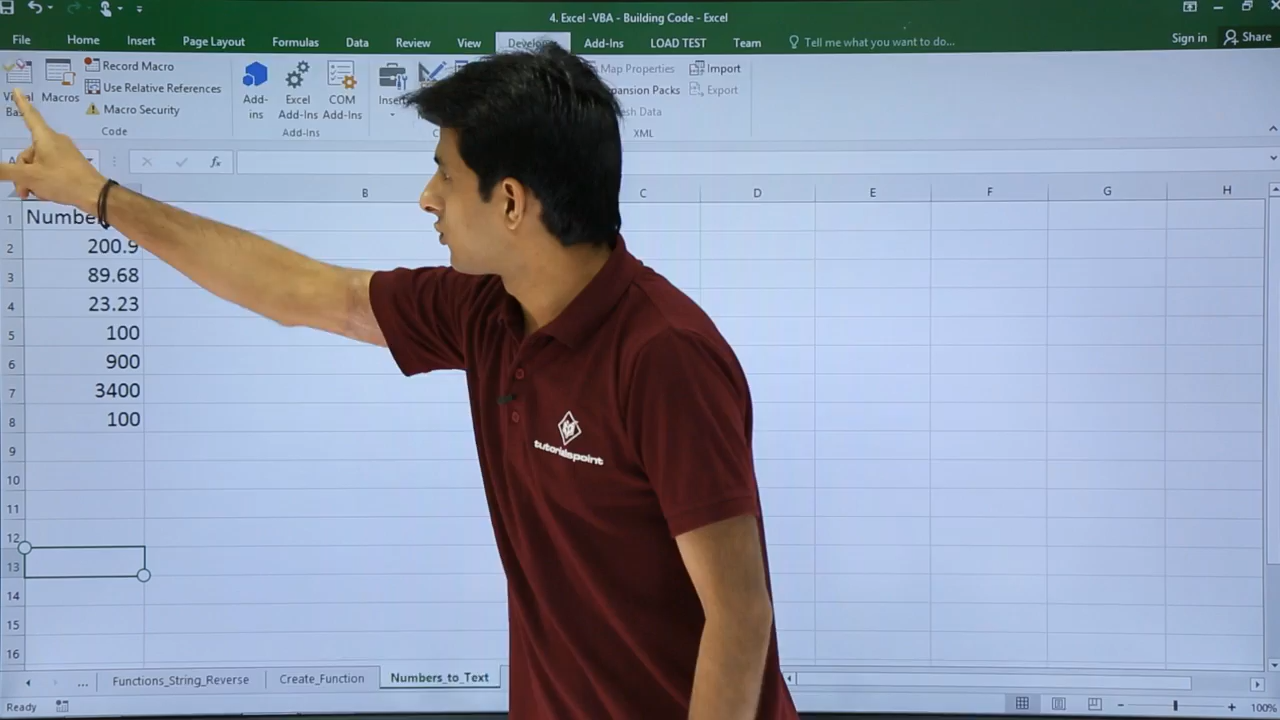 4. Excel -VBA - Building Code - Excel
File Home Insert Page Layout Formulas Data Review View Add-Ins LOAD TEST Team Tell me what you want to do... Sign in Share
Macros
Record Macro
Use Relative References
Macro Security
Code
Add-ins
Excel Add-Ins
COM Add-Ins
Add-Ins
Insert
Map Properties
Import
Export
XML
fx
B C D E F G H
1
2 200.9
3 89.68
4 23.23
5 100
6 900
7 3400
8 100
9
10
11
12
13
14
15
16
tutorialspoint
... Functions_String_Reverse Create_Function Numbers_to_Text
Ready 100%